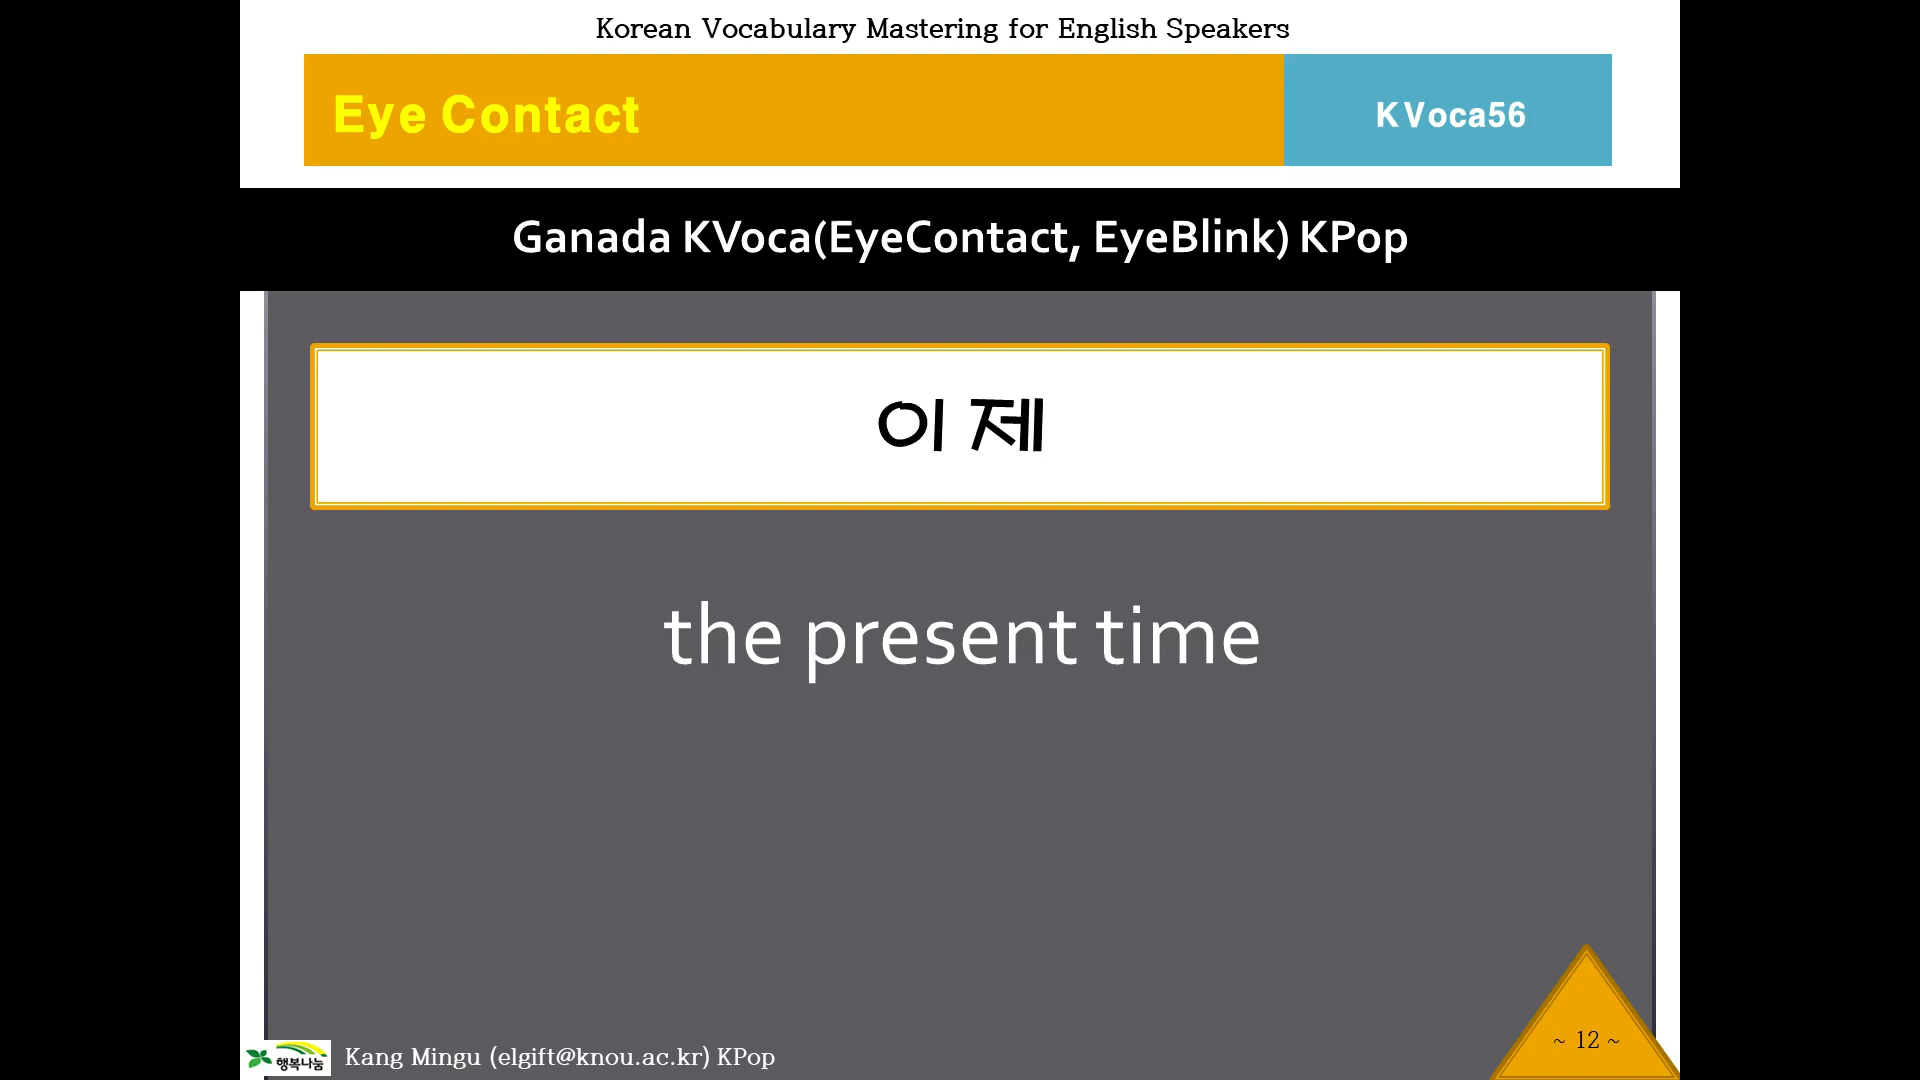 Korean Vocabulary Mastering for English Speakers
Eye Contact
KVoca56
Ganada KVoca(EyeContact, EyeBlink) KPop
이제
the present time
~ 12 ~
행복나눔
Kang Mingu (elgift@knou.ac.kr) KPop